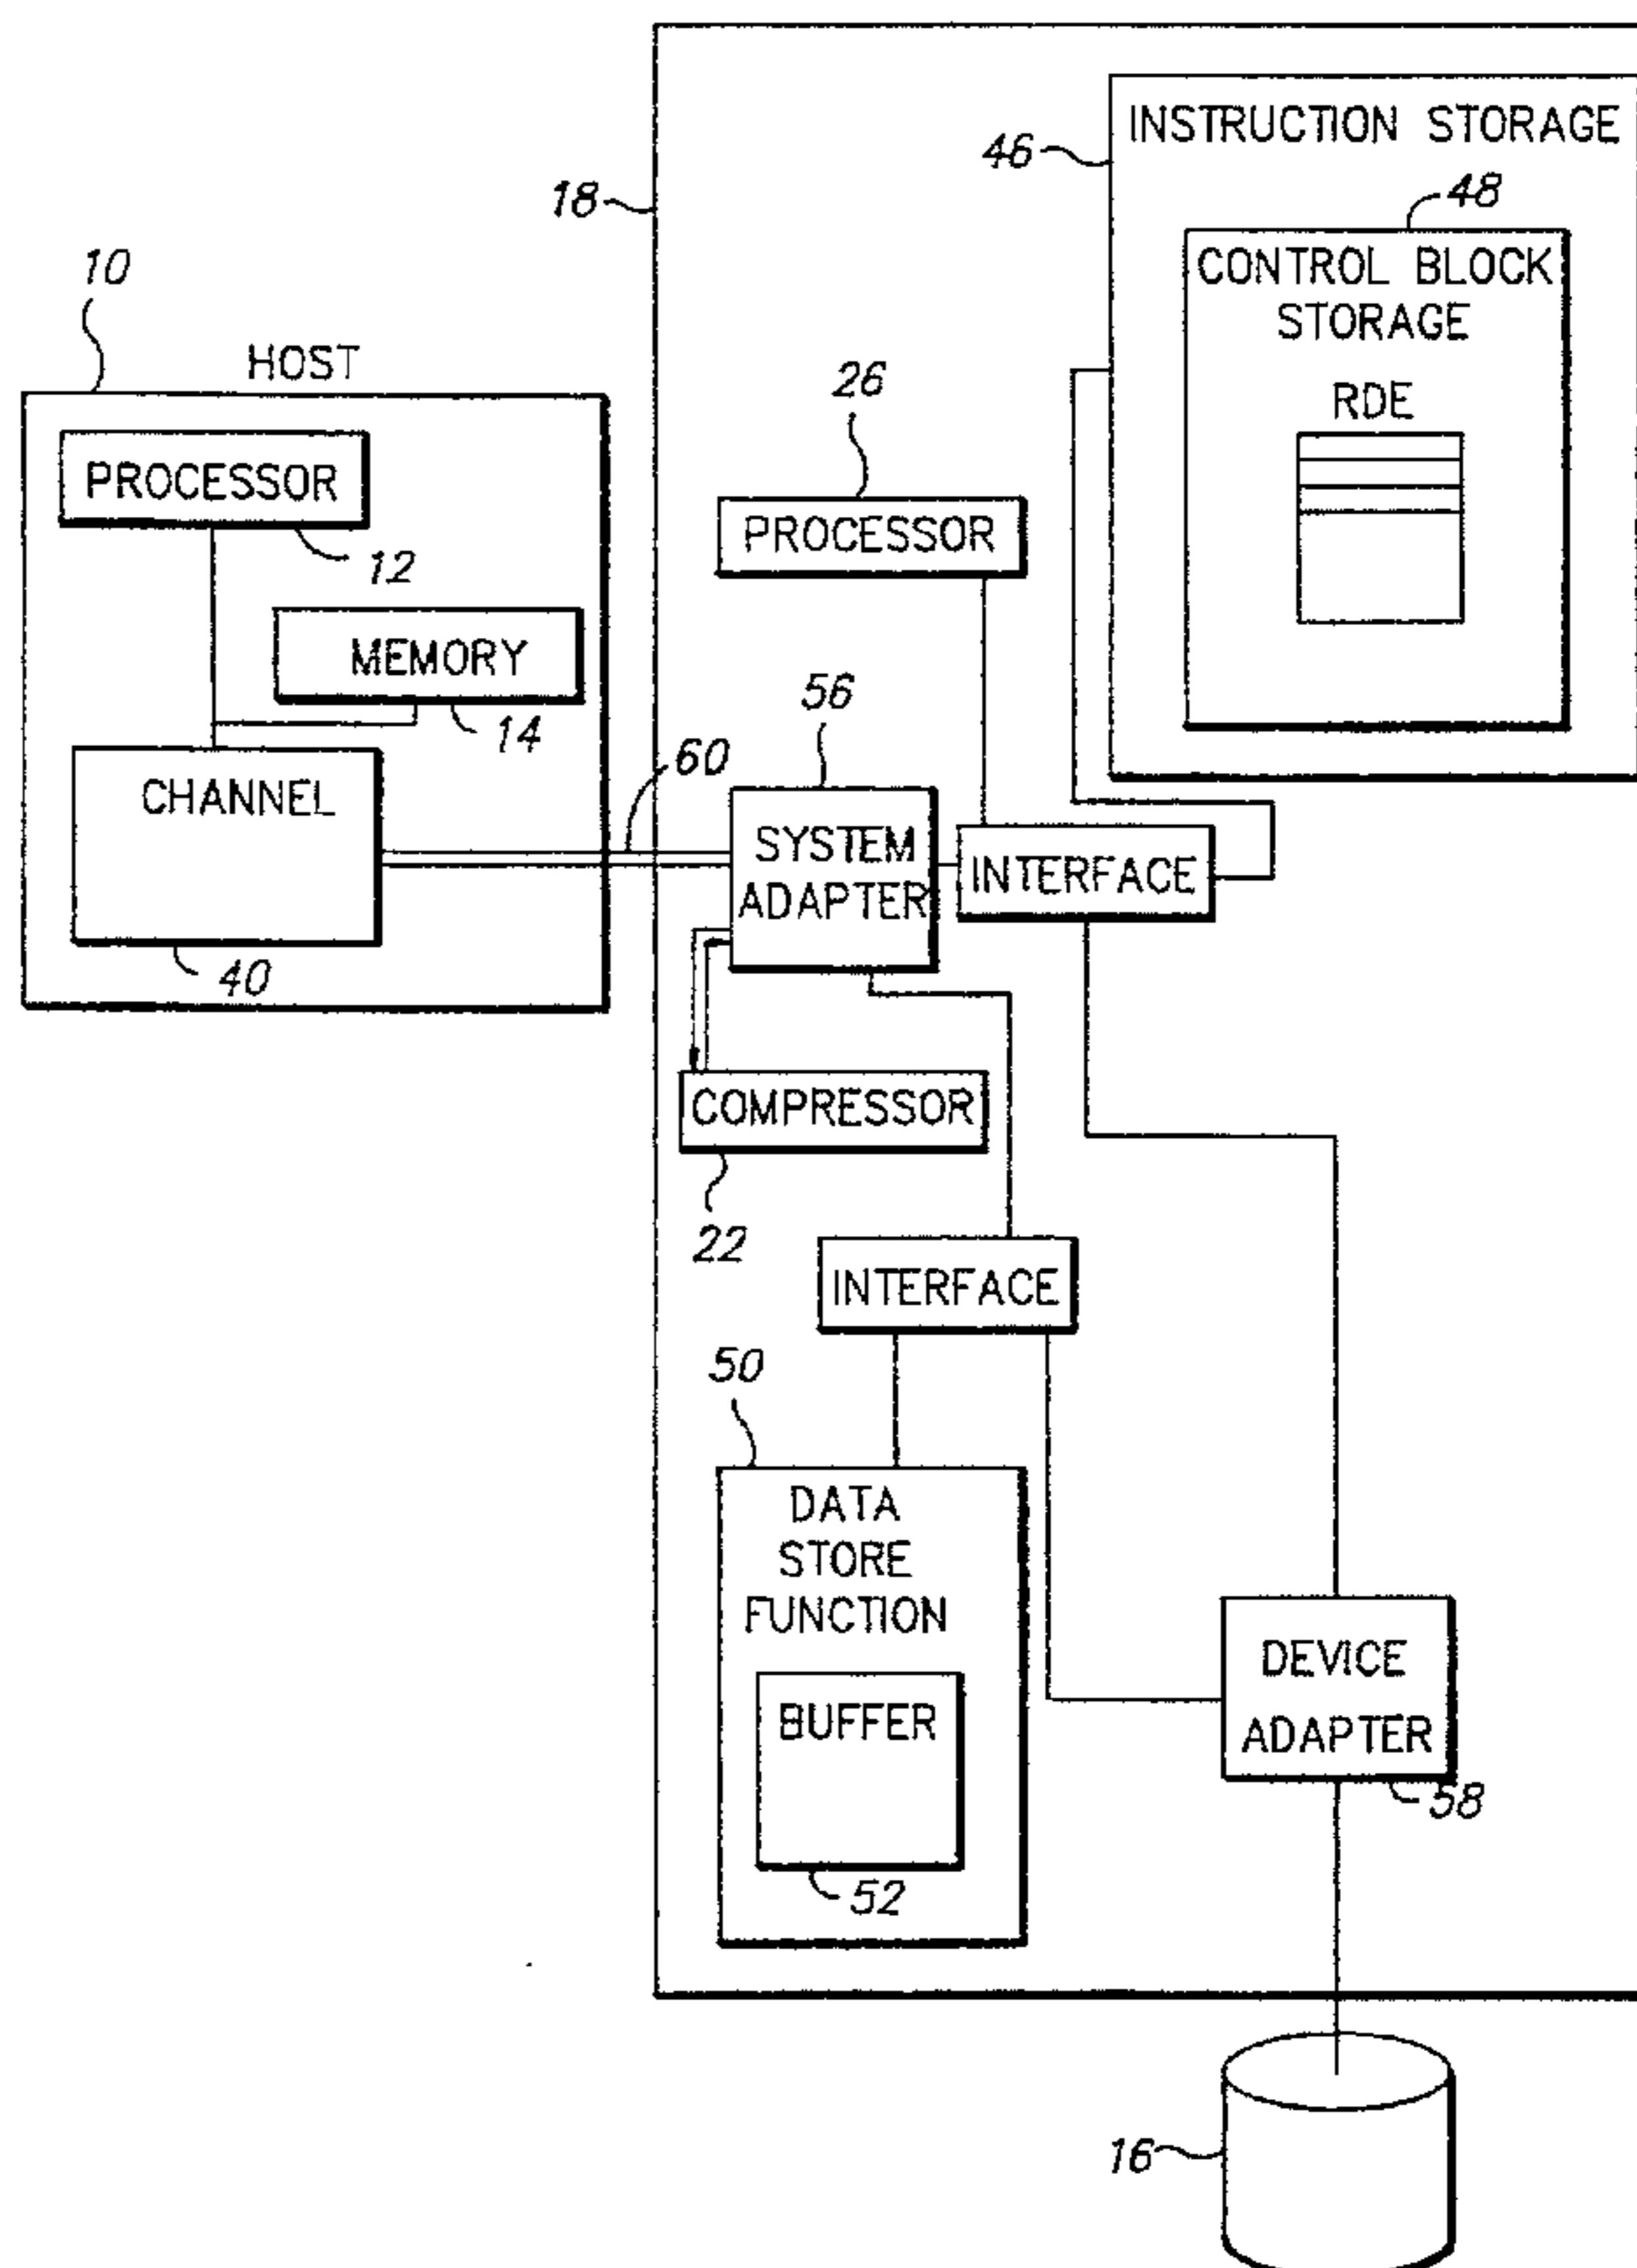 INSTRUCTION STORAGE
46
18
48
CONTROL BLOCK
STORAGE
RDE
10
HOST
PROCESSOR
12
MEMORY
14
CHANNEL
40
26
PROCESSOR
56
60
SYSTEM
ADAPTER
INTERFACE
COMPRESSOR
22
INTERFACE
50
DATA
STORE
FUNCTION
BUFFER
52
DEVICE
ADAPTER
58
16